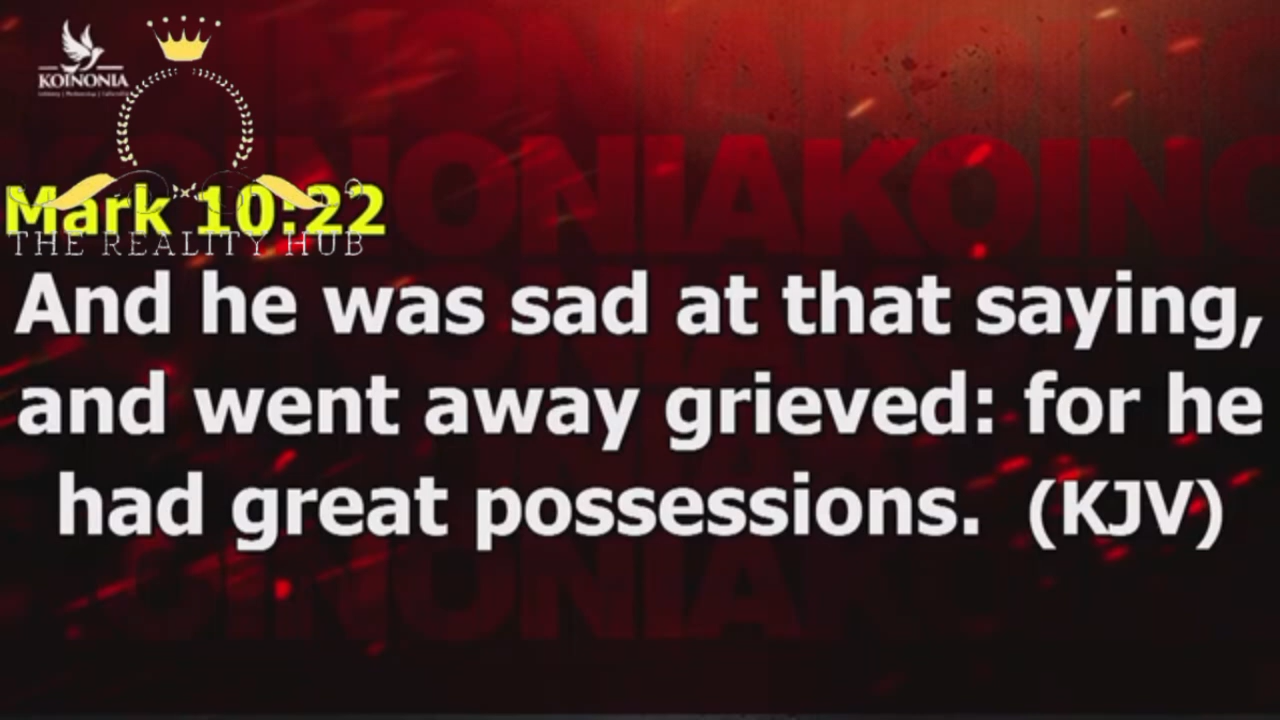 KOINONIA
Mark 10:22
THE REALITY HUB
And he was sad at that saying,
and went away grieved: for he
had great possessions. (KJV)